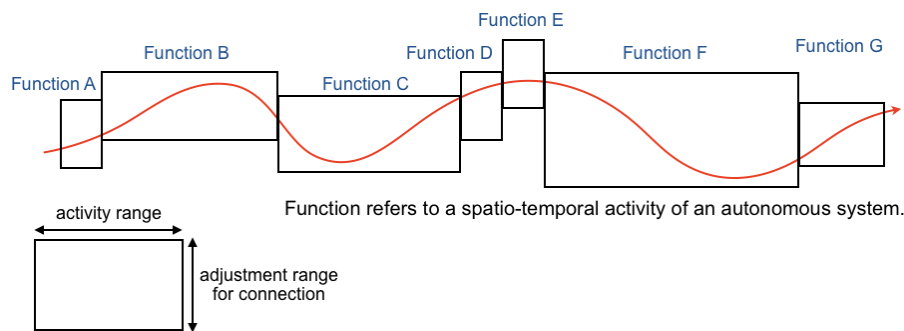 Function A
Function B
Function C
Function D
Function E
Function F
Function G
Function refers to a spatio-temporal activity of an autonomous system.
activity range
adjustment range
for connection